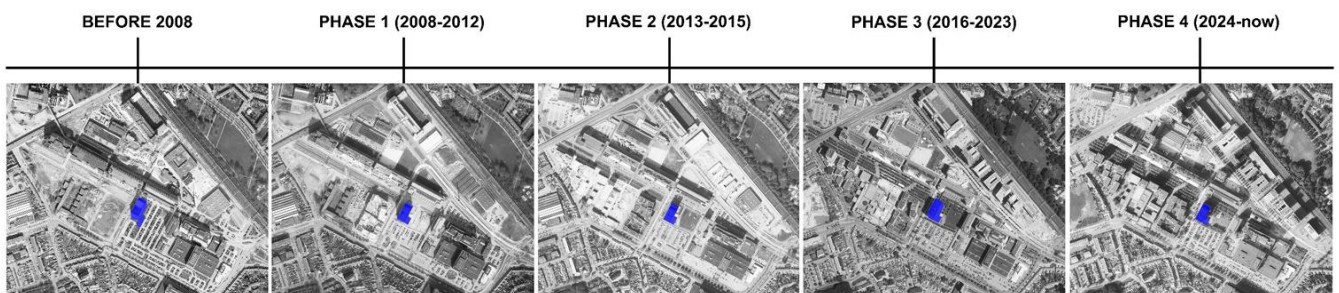 BEFORE 2008
PHASE 1 (2008-2012)
PHASE 2 (2013-2015)
PHASE 3 (2016-2023)
PHASE 4 (2024-now)